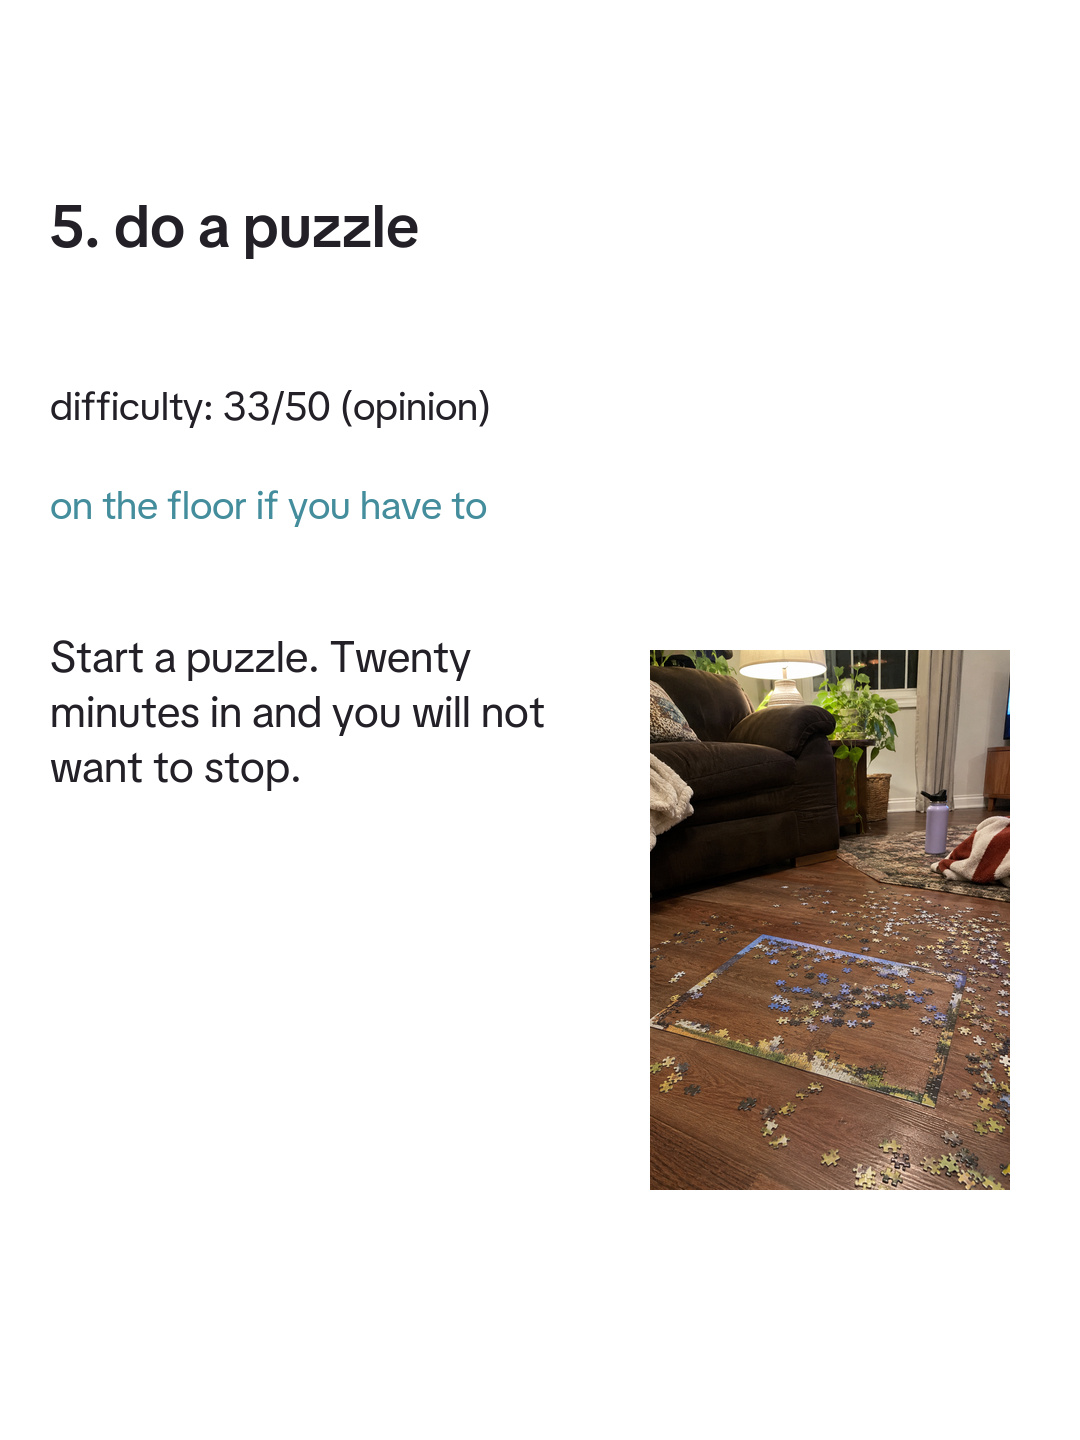 5. do a puzzle
difficulty: 33/50 (opinion)
on the floor if you have to
Start a puzzle. Twenty
minutes in and you will not
want to stop.